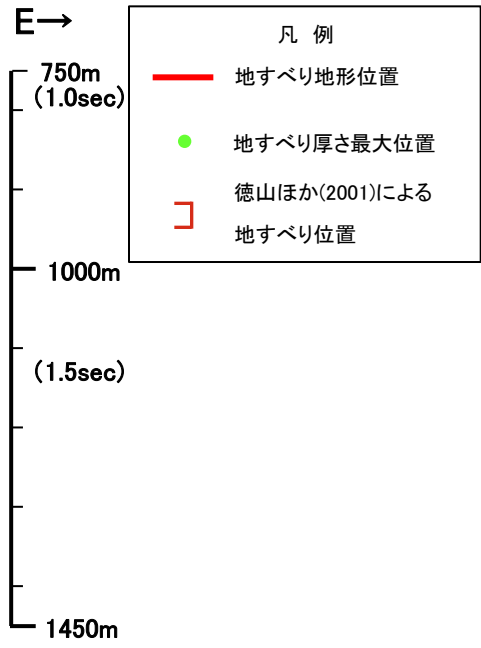 E→
750m
(1.0sec)
1000m
(1.5sec)
1450m
凡 例
地すべり地形位置
地すべり厚さ最大位置
徳山ほか(2001)による
地すべり位置